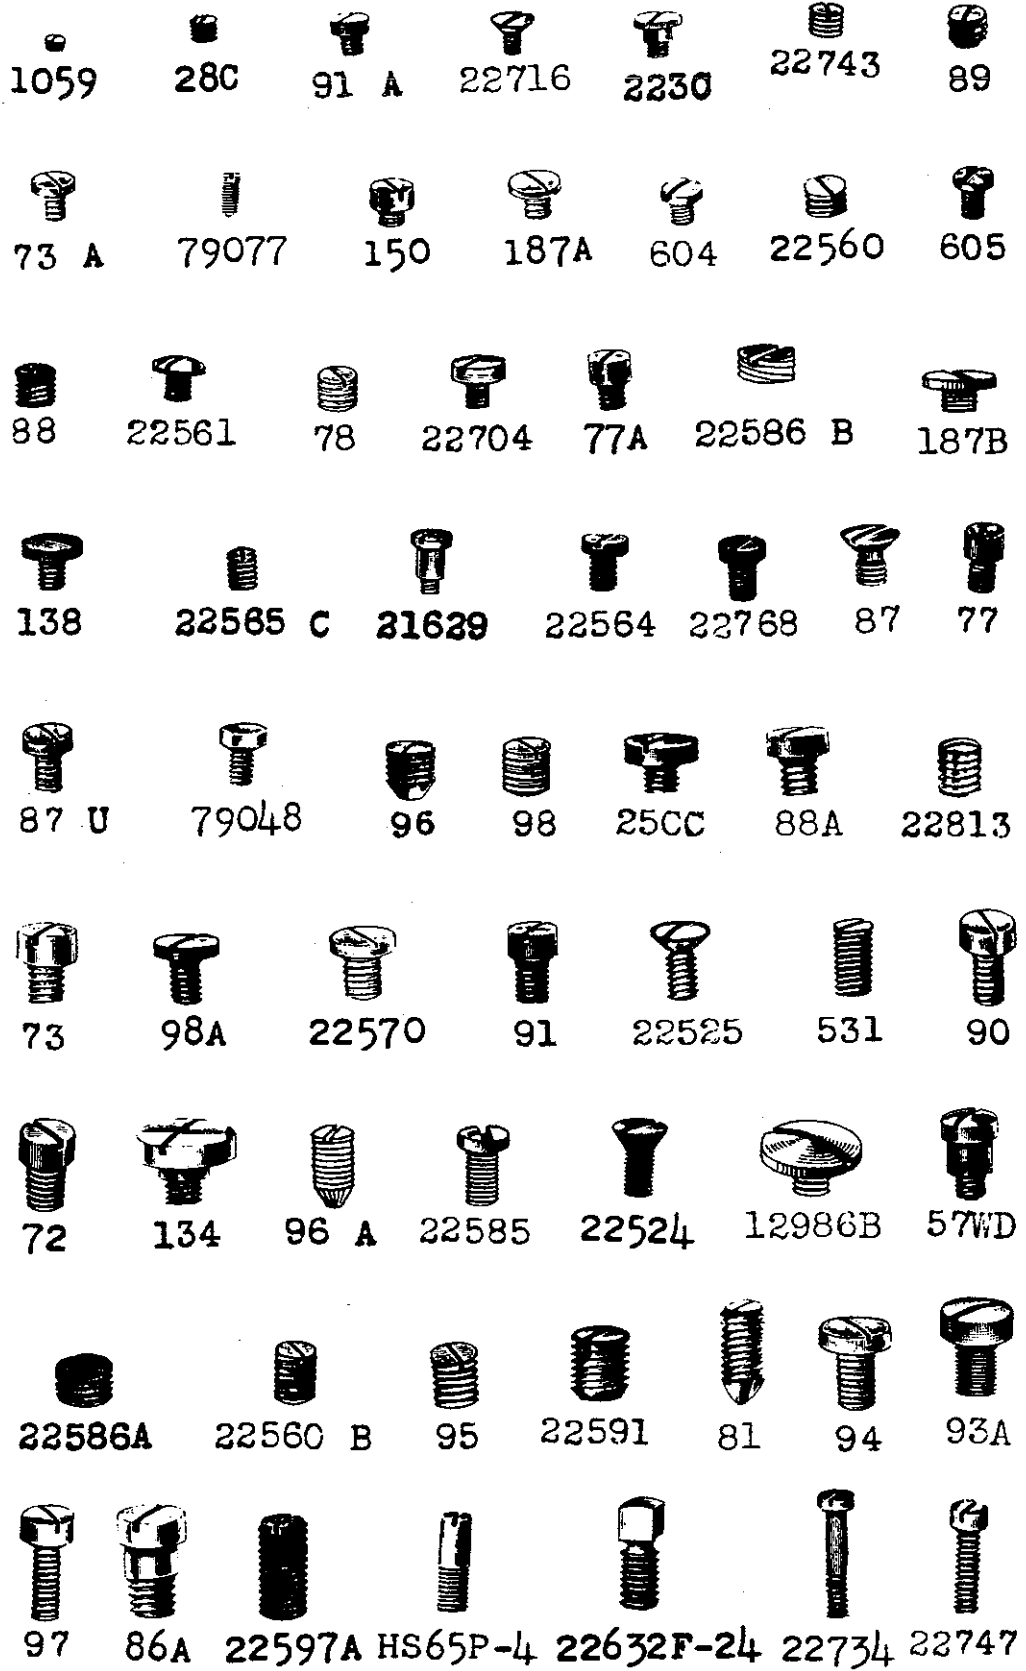 1059 28C 91 A 22716 2230 22743 89
73 A 79077 150 187A 604 22560 605
88 22561 78 22704 77A 22586 B 187B
138 22565 C 21629 22564 22768 87 77
87 U 79048 96 98 25CC 88A 22813
73 98A 22570 91 22525 531 90
72 134 96 A 22585 22524 12986B 57WD
22586A 22560 B 95 22591 81 94 93A
97 86A 22597A HS65P-4 22632F-24 22734 22747